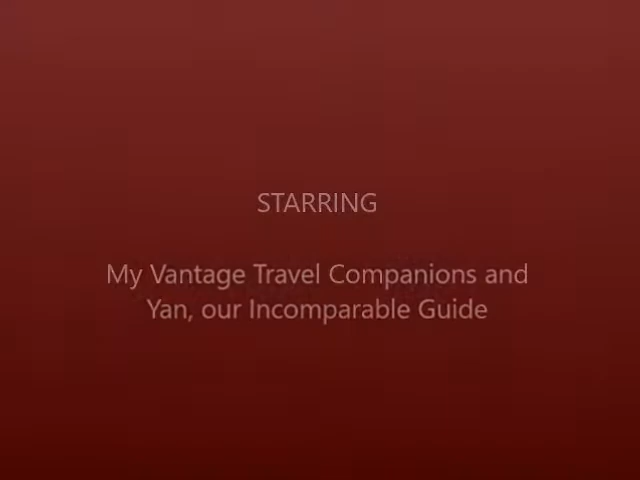 STARRING
My Vantage Travel Companions and
Yan, our Incomparable Guide